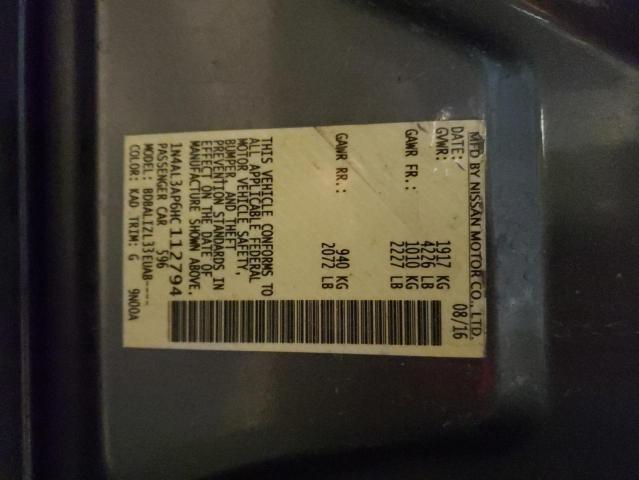 MFD BY NISSAN MOTOR CO., LTD.
DATE: 08/16
GVWR: 1917 KG
4226 LB
GAWR FR.: 1010 KG
2227 LB
GAWR RR.: 940 KG
2072 LB
THIS VEHICLE CONFORMS TO
ALL APPLICABLE FEDERAL
MOTOR VEHICLE SAFETY,
BUMPER, AND THEFT
PREVENTION STANDARDS IN
EFFECT ON THE DATE OF
MANUFACTURE SHOWN ABOVE.
1N4AL3AP6HC112794
PASSENGER CAR 596
MODEL: BDBALIZL33EUA8----
COLOR: KAD TRIM: G 9N00A